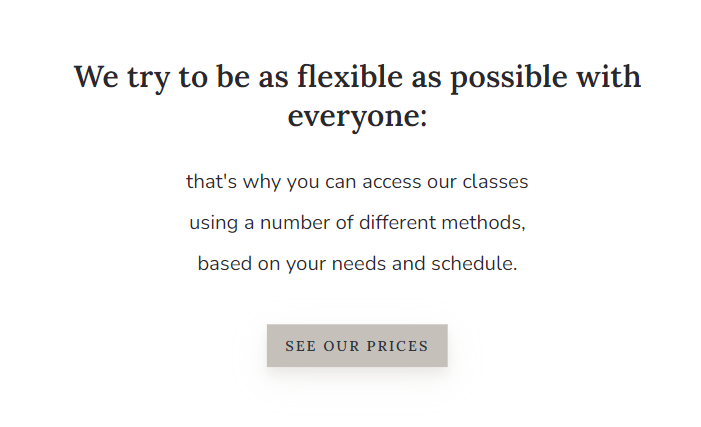 We try to be as flexible as possible with
everyone:
that's why you can access our classes
using a number of different methods,
based on your needs and schedule.
SEE OUR PRICES